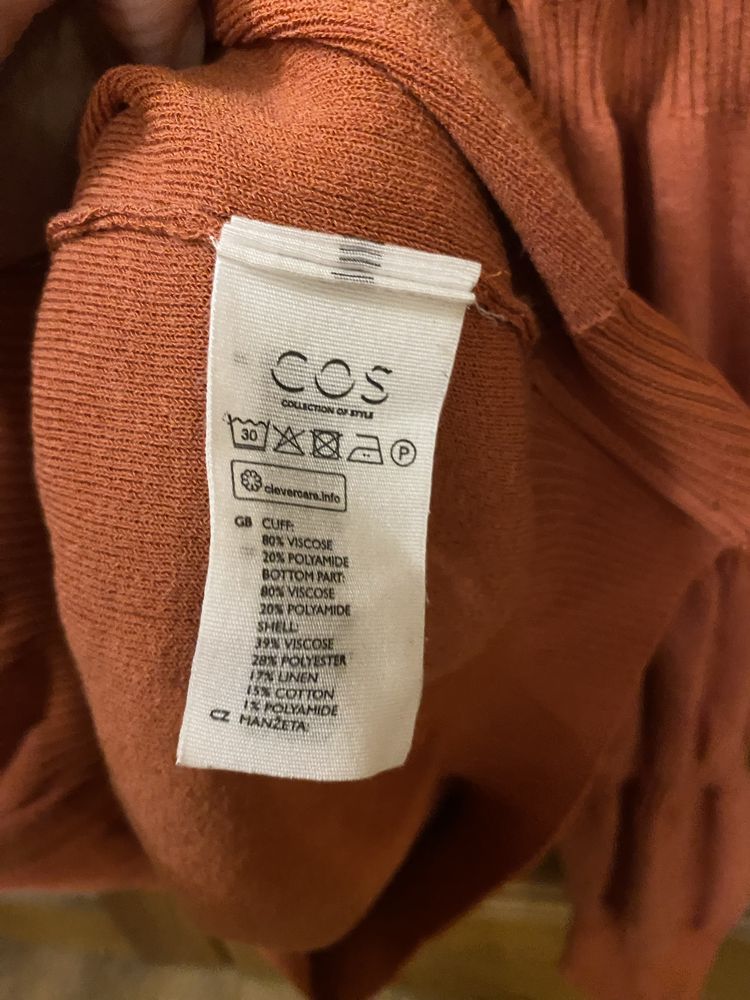 COS
COLLECTION OF STYLE
30 P
clevercare.info
GB CUFF:
80% VISCOSE
20% POLYAMIDE
BOTTOM PART:
80% VISCOSE
20% POLYAMIDE
SHELL:
39% VISCOSE
28% POLYESTER
17% LINEN
15% COTTON
1% POLYAMIDE
CZ MANŽETA: